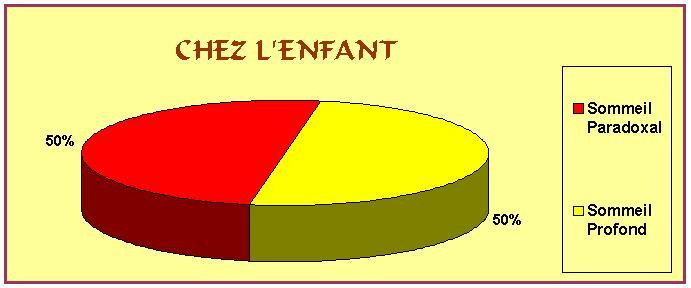 CHEZ L'ENFANT
50%
50%
Sommeil
Paradoxal
Sommeil
Profond